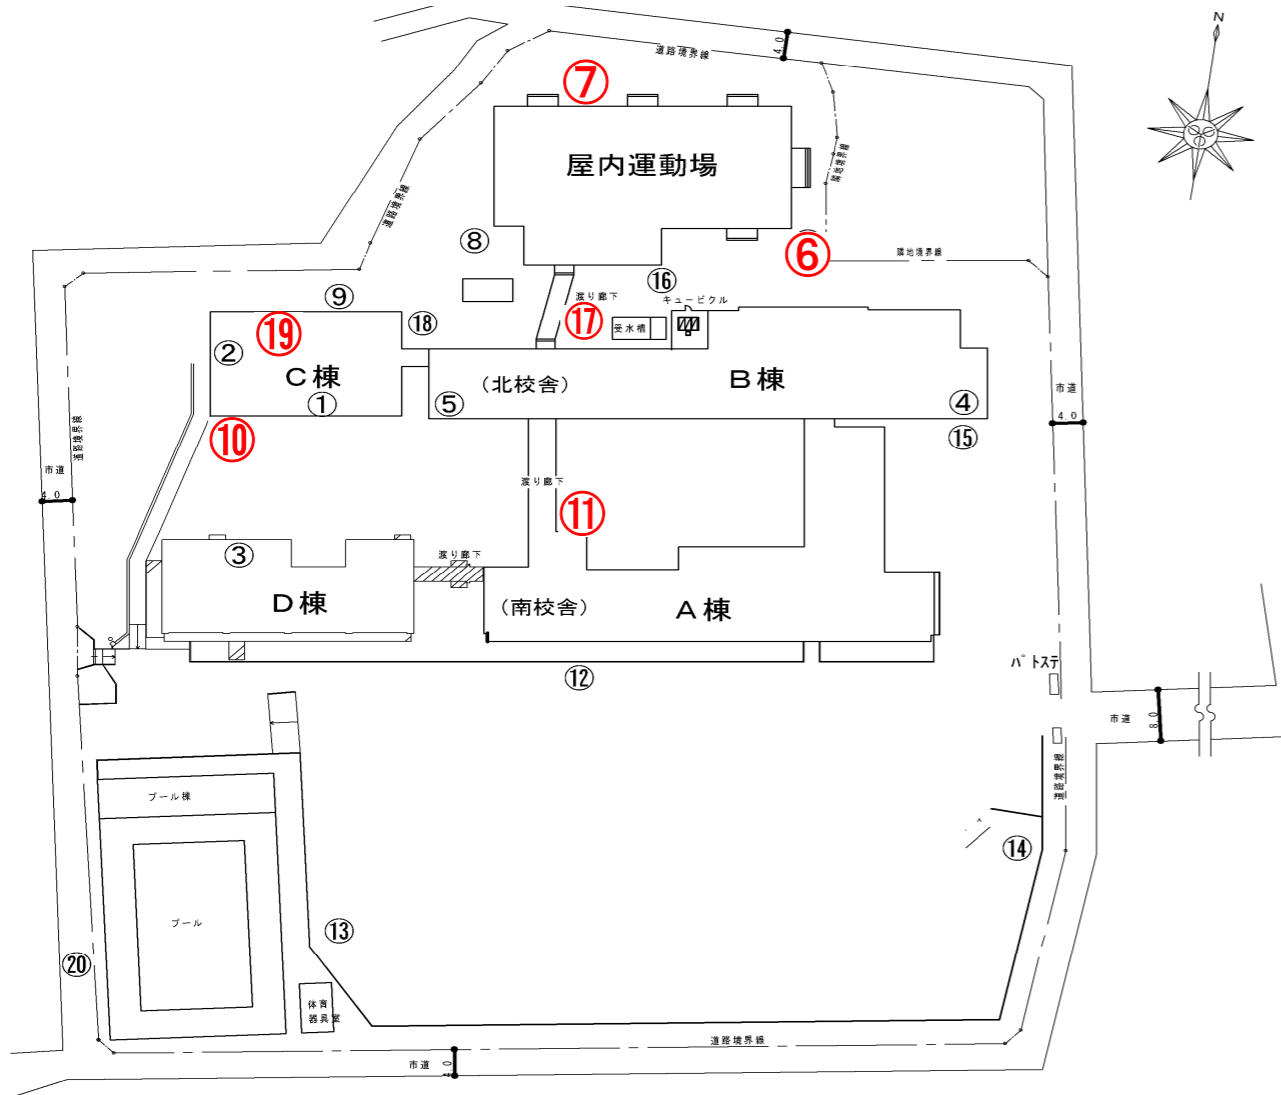 N
4.0
道路境界線
⑦
隣地境界線
屋内運動場
道路境界線
⑧
⑥
隣地境界線
⑯
⑨
渡り廊下
キュービクル
⑱
⑰
受水槽
⑲
②
C棟
(北校舎)
B棟
①
⑤
④
市道
4.0
⑩
⑮
道路境界線
市道
4.0
渡り廊下
⑪
③
渡り廊下
D棟
(南校舎)
A棟
パトステ
⑫
市道
8.0
道路境界線
プール棟
⑭
プール
⑬
⑳
体育
器具室
道路境界線
市道
4.0